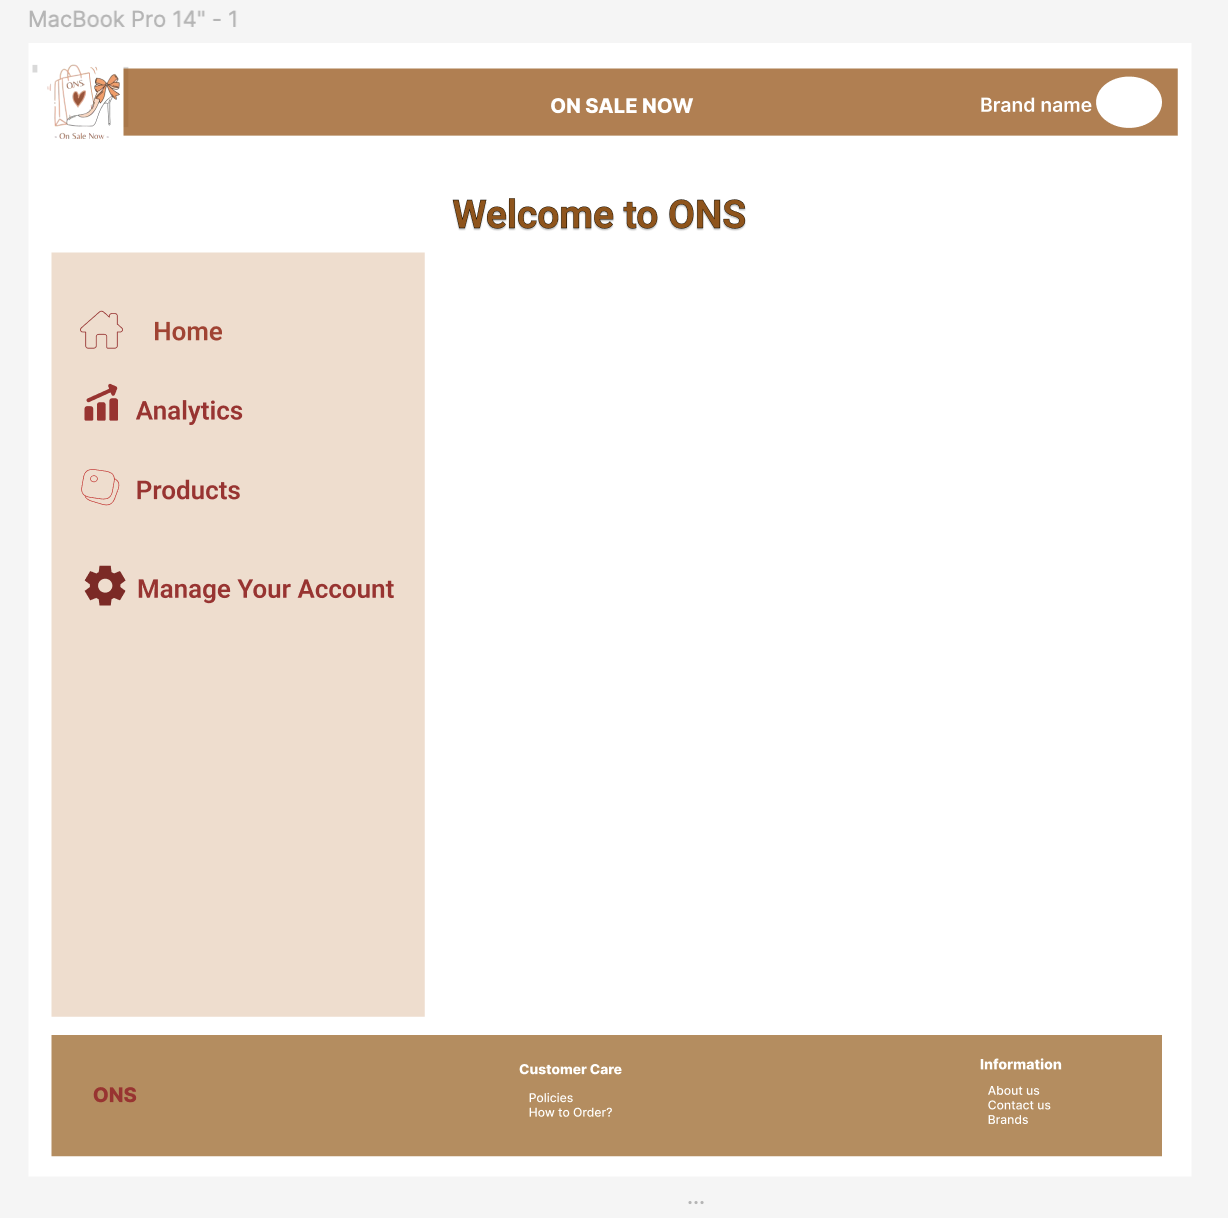 MacBook Pro 14" - 1
ONS
- On Sale Now -
ON SALE NOW
Brand name
Welcome to ONS
Home
Analytics
Products
Manage Your Account
ONS
Customer Care
Policies
How to Order?
Information
About us
Contact us
Brands
...